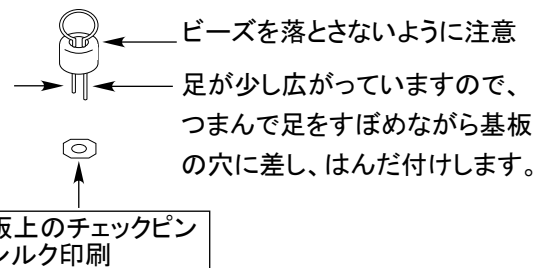 ビーズを落とさないように注意
足が少し広がっていますので、
つまんで足をすぼめながら基板
の穴に差し、はんだ付けします。
板上のチェックピン
シルク印刷